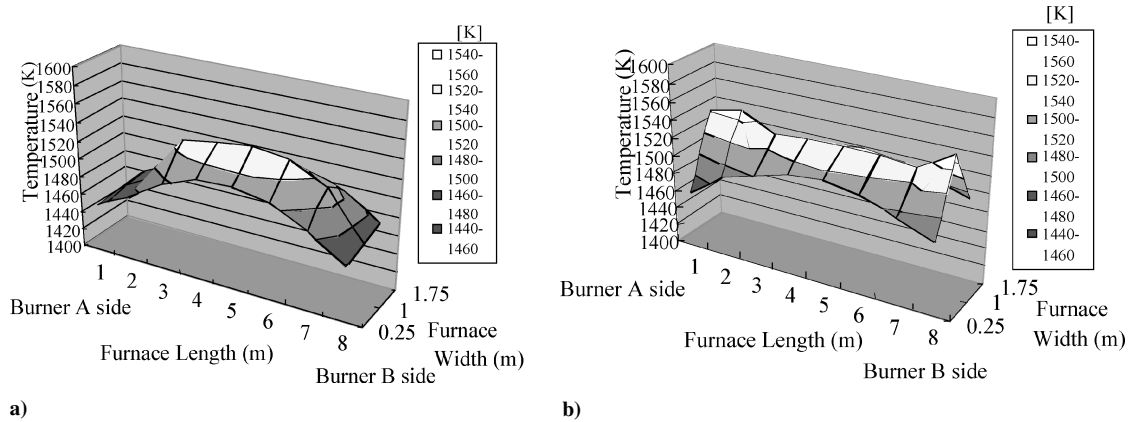 [K]
1540-
1560
1520-
1540
1500-
1520
1480-
1500
1460-
1480
1440-
1460
Temperature (K)
1600
1580
1560
1540
1520
1500
1480
1460
1440
1420
1400
1 2 3 4 5 6 7 8
0.25 1 1.75
Burner A side
Furnace Length (m)
Furnace
Width (m)
Burner B side
a)
[K]
1540-
1560
1520-
1540
1500-
1520
1480-
1500
1460-
1480
1440-
1460
Temperature (K)
1600
1580
1560
1540
1520
1500
1480
1460
1440
1420
1400
1 2 3 4 5 6 7 8
0.25 1 1.75
Burner A side
Furnace Length (m)
Furnace
Width (m)
Burner B side
b)